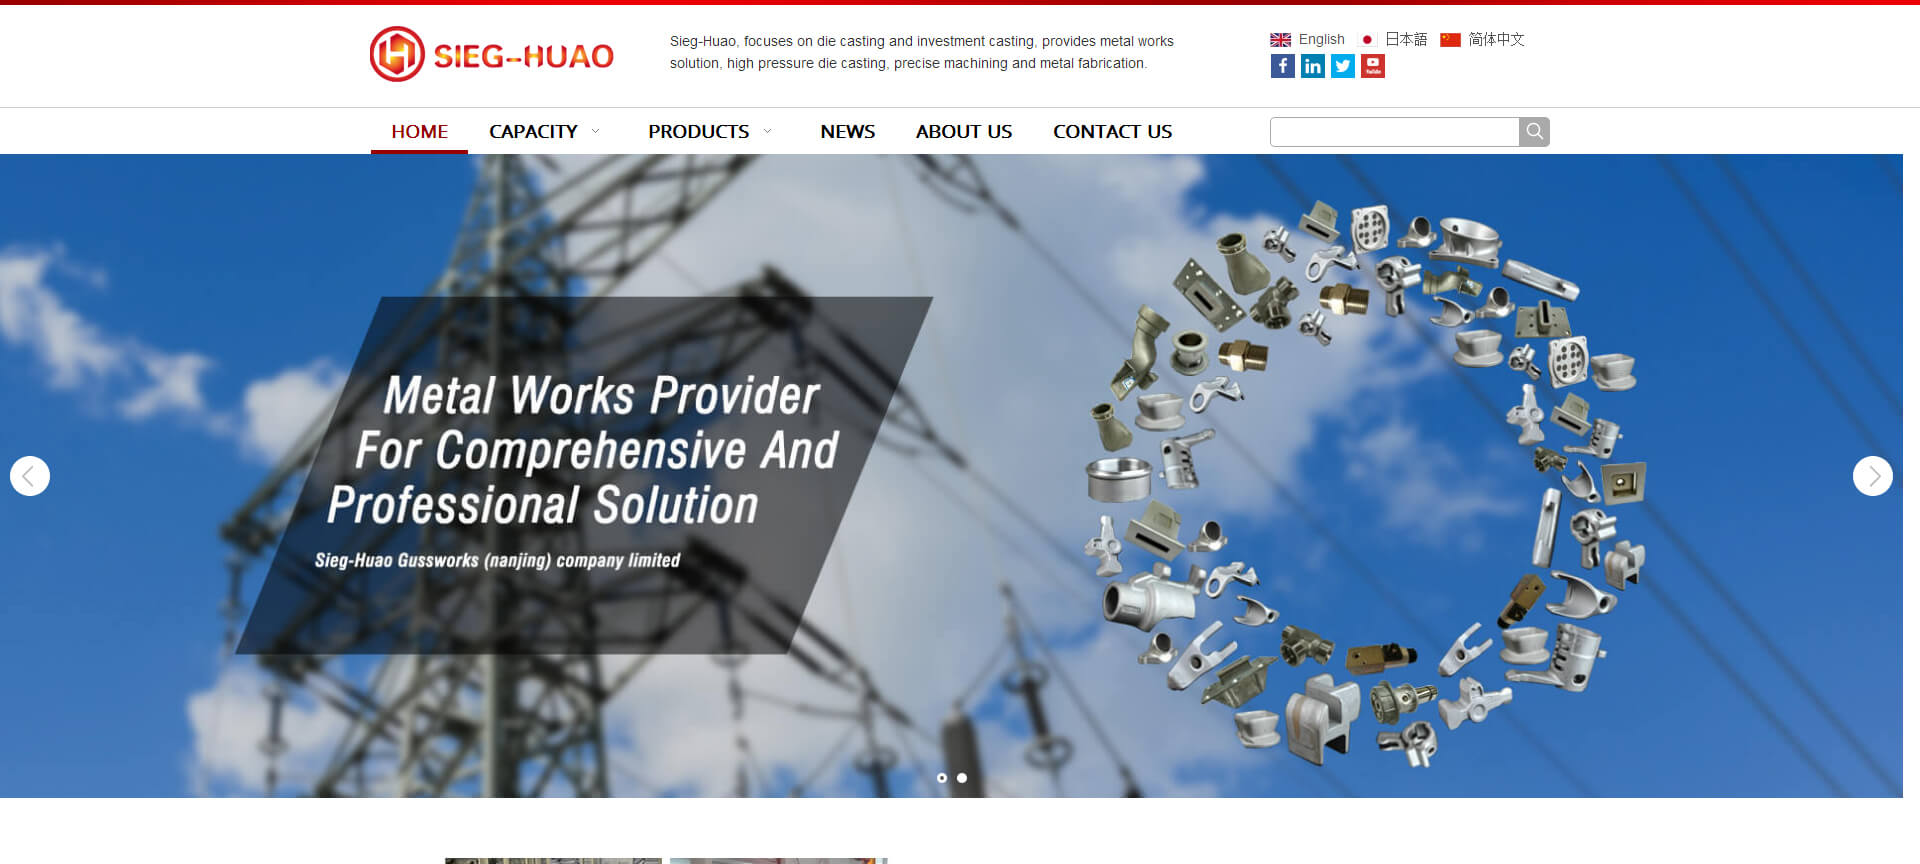 SIEG-HUAO
Sieg-Huao, focuses on die casting and investment casting, provides metal works
solution, high pressure die casting, precise machining and metal fabrication.
English 日本語 简体中文
YouTube
HOME CAPACITY PRODUCTS NEWS ABOUT US CONTACT US
Metal Works Provider
For Comprehensive And
Professional Solution
Sieg-Huao Gussworks (nanjing) company limited